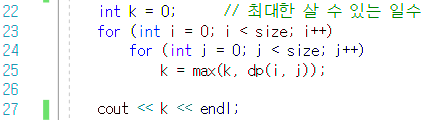 22 int k = 0; // 최대한 살 수 있는 일수
23 for (int i = 0; i < size; i++)
24 for (int j = 0; j < size; j++)
25 k = max(k, dp(i, j));
26
27 cout << k << endl;